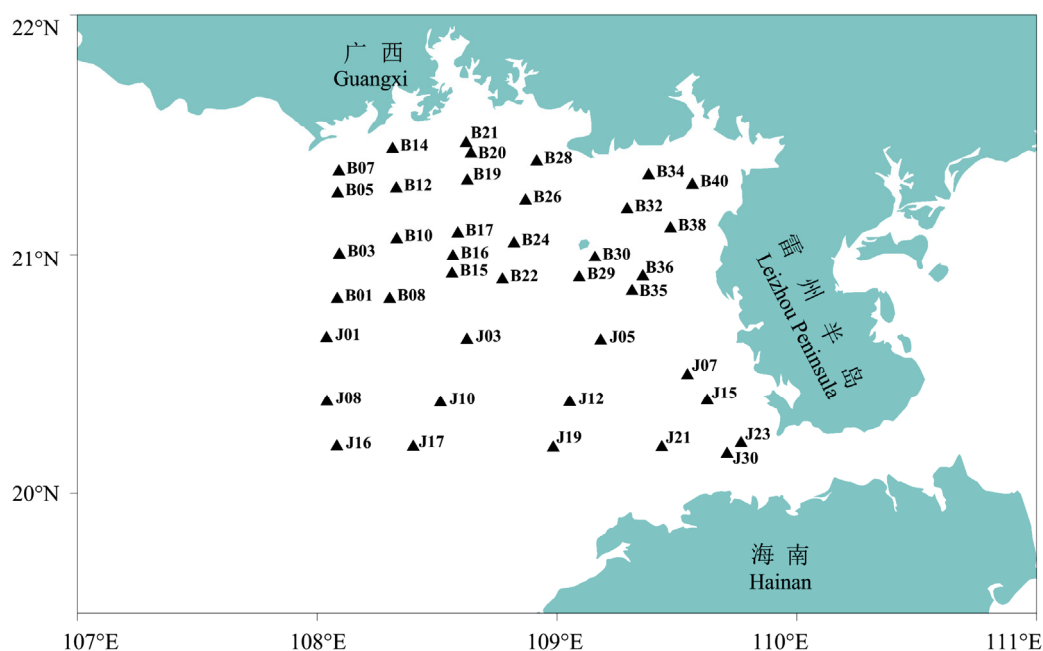 22°N
广 西
Guangxi
B21
B14
B20
B28
B07
B19
B34
B40
B05
B12
B26
B32
B38
B17
B10
B24
B03
B16
B30
21°N
B15
B22
B29
B36
B35
B01
B08
雷州半岛
Leizhou Peninsula
J01
J03
J05
J07
J08
J10
J12
J15
J16
J17
J19
J21
J23
J30
20°N
海 南
Hainan
107°E
108°E
109°E
110°E
111°E